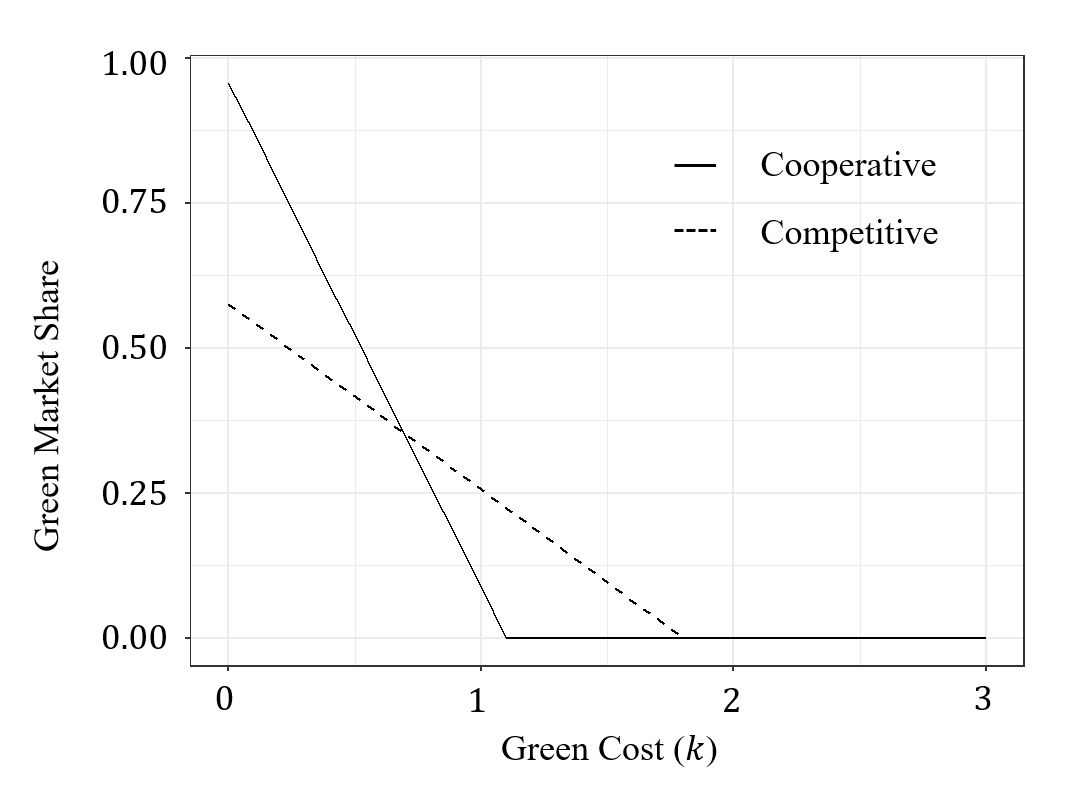 1.00
0.75
0.50
0.25
0.00
Green Market Share
Cooperative
Competitive
0 1 2 3
Green Cost (k)